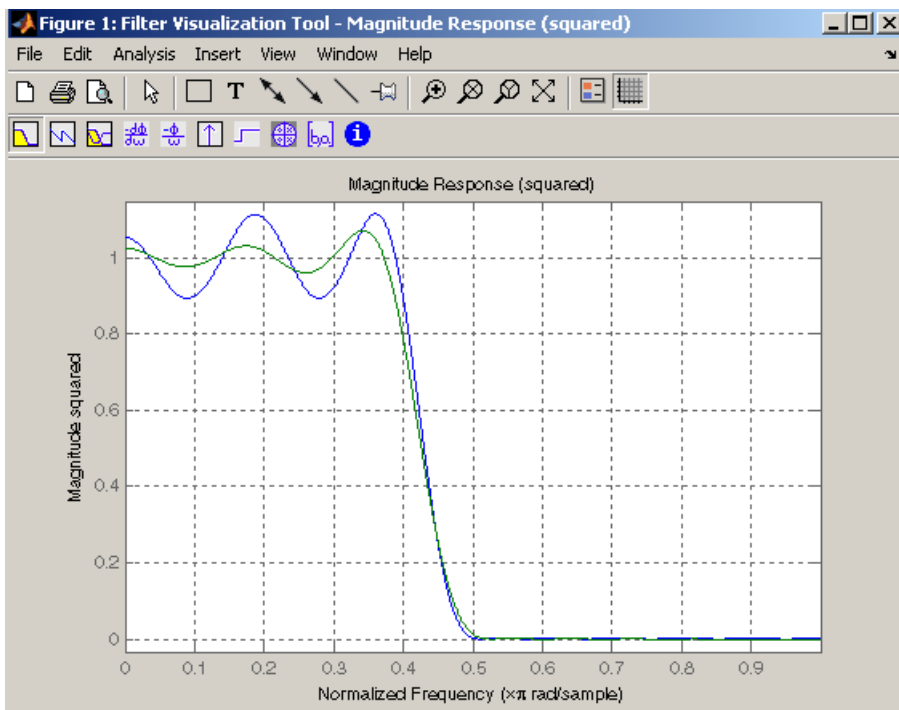 Figure 1: Filter Visualization Tool - Magnitude Response (squared)
File Edit Analysis Insert View Window Help
T
[b,a] i
Magnitude Response (squared)
Magnitude squared
1
0.8
0.6
0.4
0.2
0
0 0.1 0.2 0.3 0.4 0.5 0.6 0.7 0.8 0.9
Normalized Frequency (×π rad/sample)